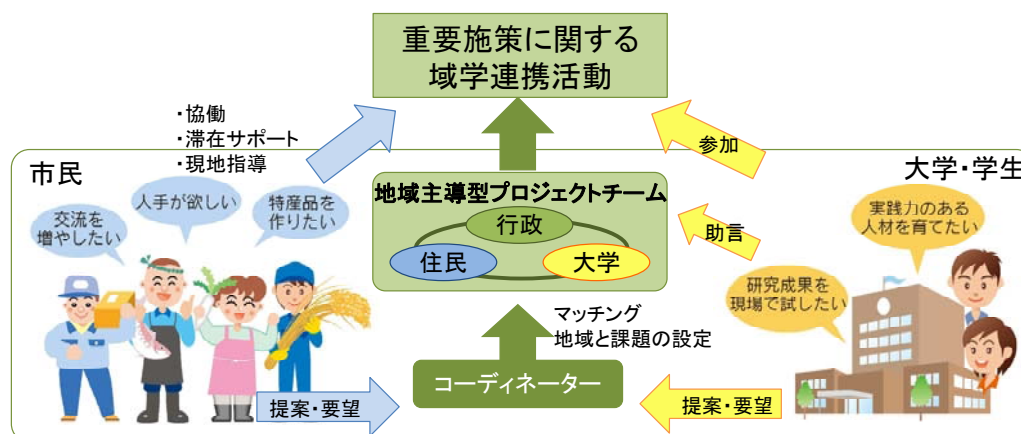 重要施策に関する
域学連携活動
・協働
・滞在サポート
・現地指導
参加
市民
大学・学生
人手が欲しい
特産品を
作りたい
交流を
増やしたい
地域主導型プロジェクトチーム
行政
住民
大学
助言
実践力のある
人材を育てたい
研究成果を
現場で試したい
マッチング
地域と課題の設定
コーディネーター
提案・要望
提案・要望